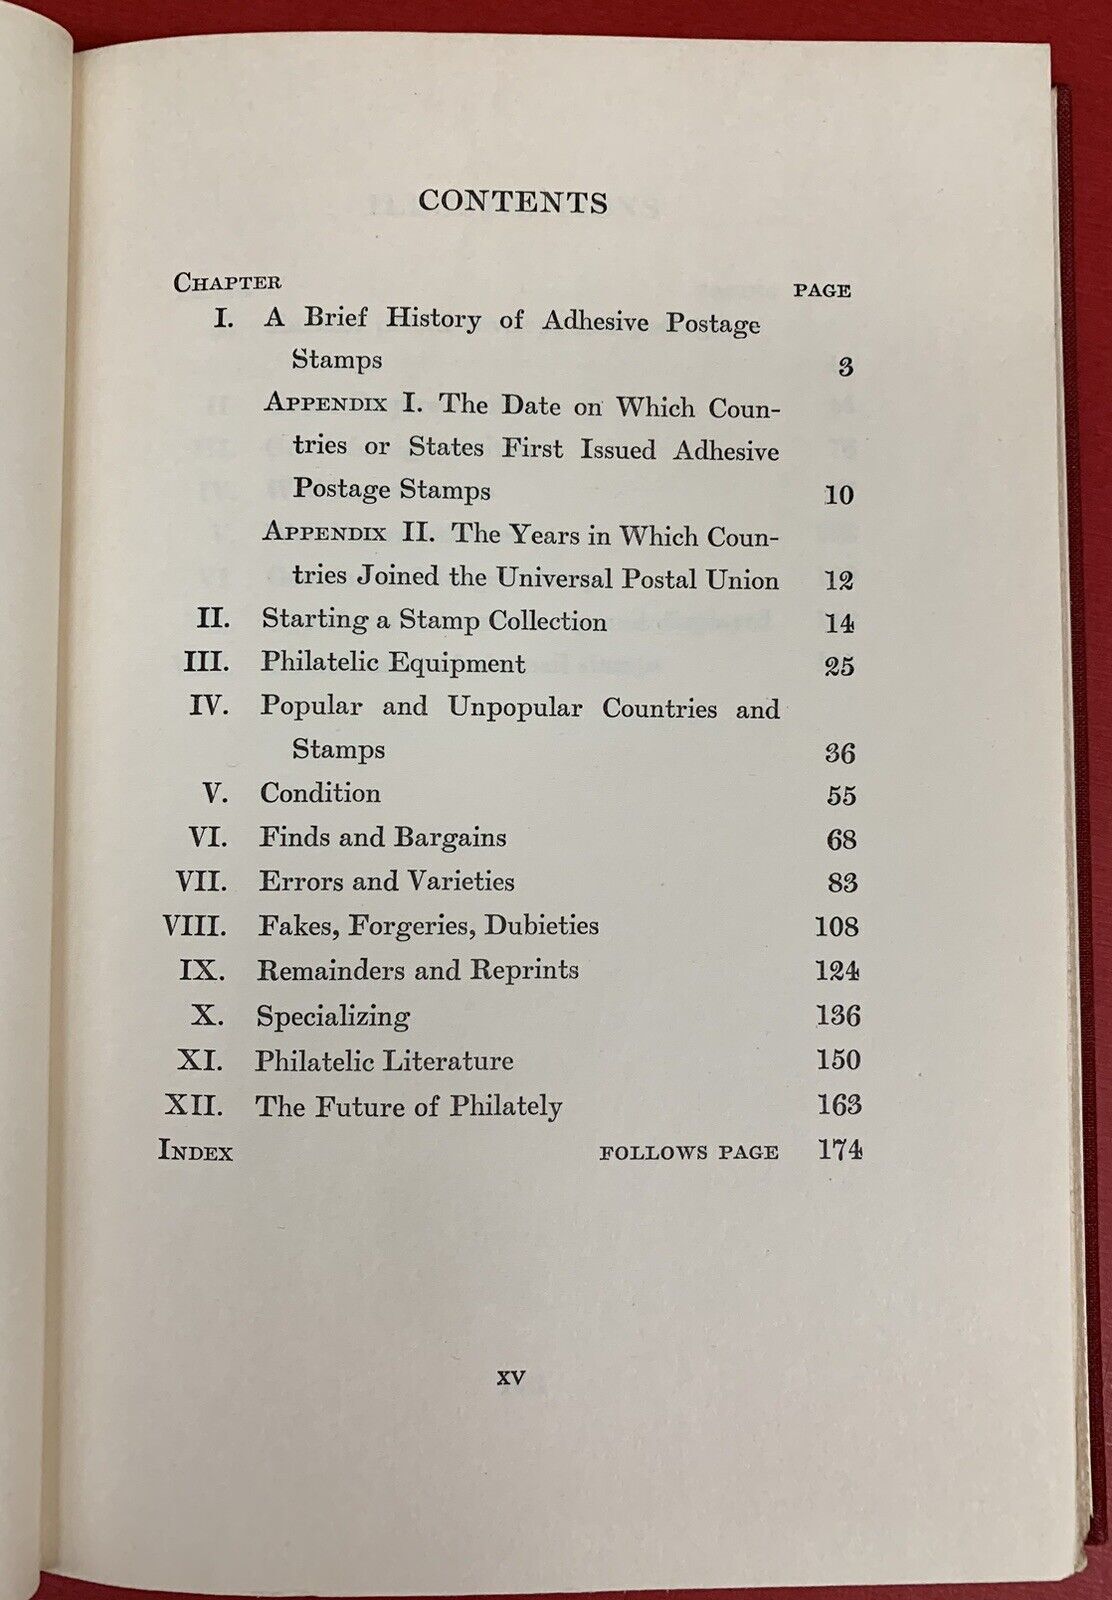 CONTENTS
CHAPTER PAGE
I. A Brief History of Adhesive Postage
Stamps 3
APPENDIX I. The Date on Which Coun-
tries or States First Issued Adhesive
Postage Stamps 10
APPENDIX II. The Years in Which Coun-
tries Joined the Universal Postal Union 12
II. Starting a Stamp Collection 14
III. Philatelic Equipment 25
IV. Popular and Unpopular Countries and
Stamps 36
V. Condition 55
VI. Finds and Bargains 68
VII. Errors and Varieties 83
VIII. Fakes, Forgeries, Dubieties 108
IX. Remainders and Reprints 124
X. Specializing 136
XI. Philatelic Literature 150
XII. The Future of Philately 163
INDEX FOLLOWS PAGE 174
xv